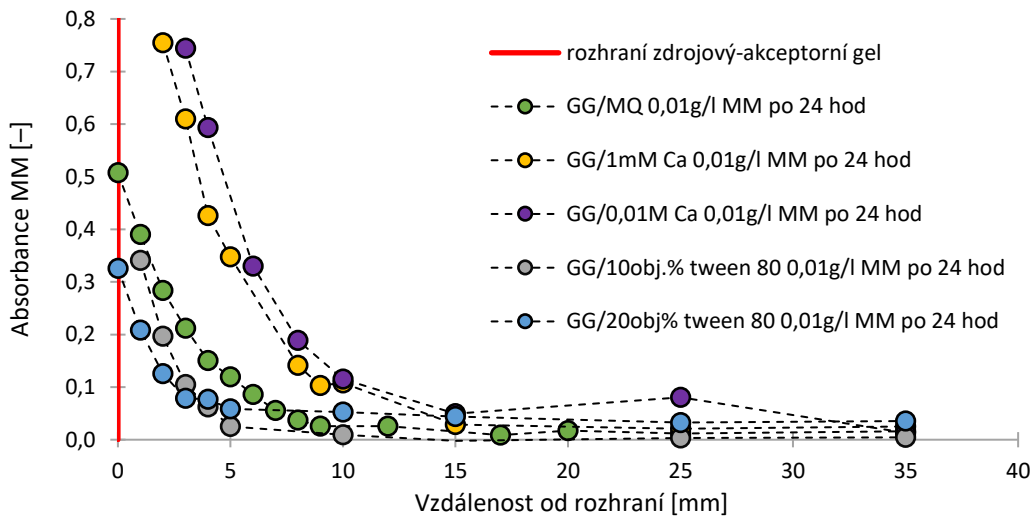 0,8
0,7
0,6
0,5
0,4
0,3
0,2
0,1
0,0
Absorbance MM [–]
rozhraní zdrojový-akceptorní gel
GG/MQ 0,01g/l MM po 24 hod
GG/1mM Ca 0,01g/l MM po 24 hod
GG/0,01M Ca 0,01g/l MM po 24 hod
GG/10obj.% tween 80 0,01g/l MM po 24 hod
GG/20obj% tween 80 0,01g/l MM po 24 hod
0 5 10 15 20 25 30 35 40
Vzdálenost od rozhraní [mm]